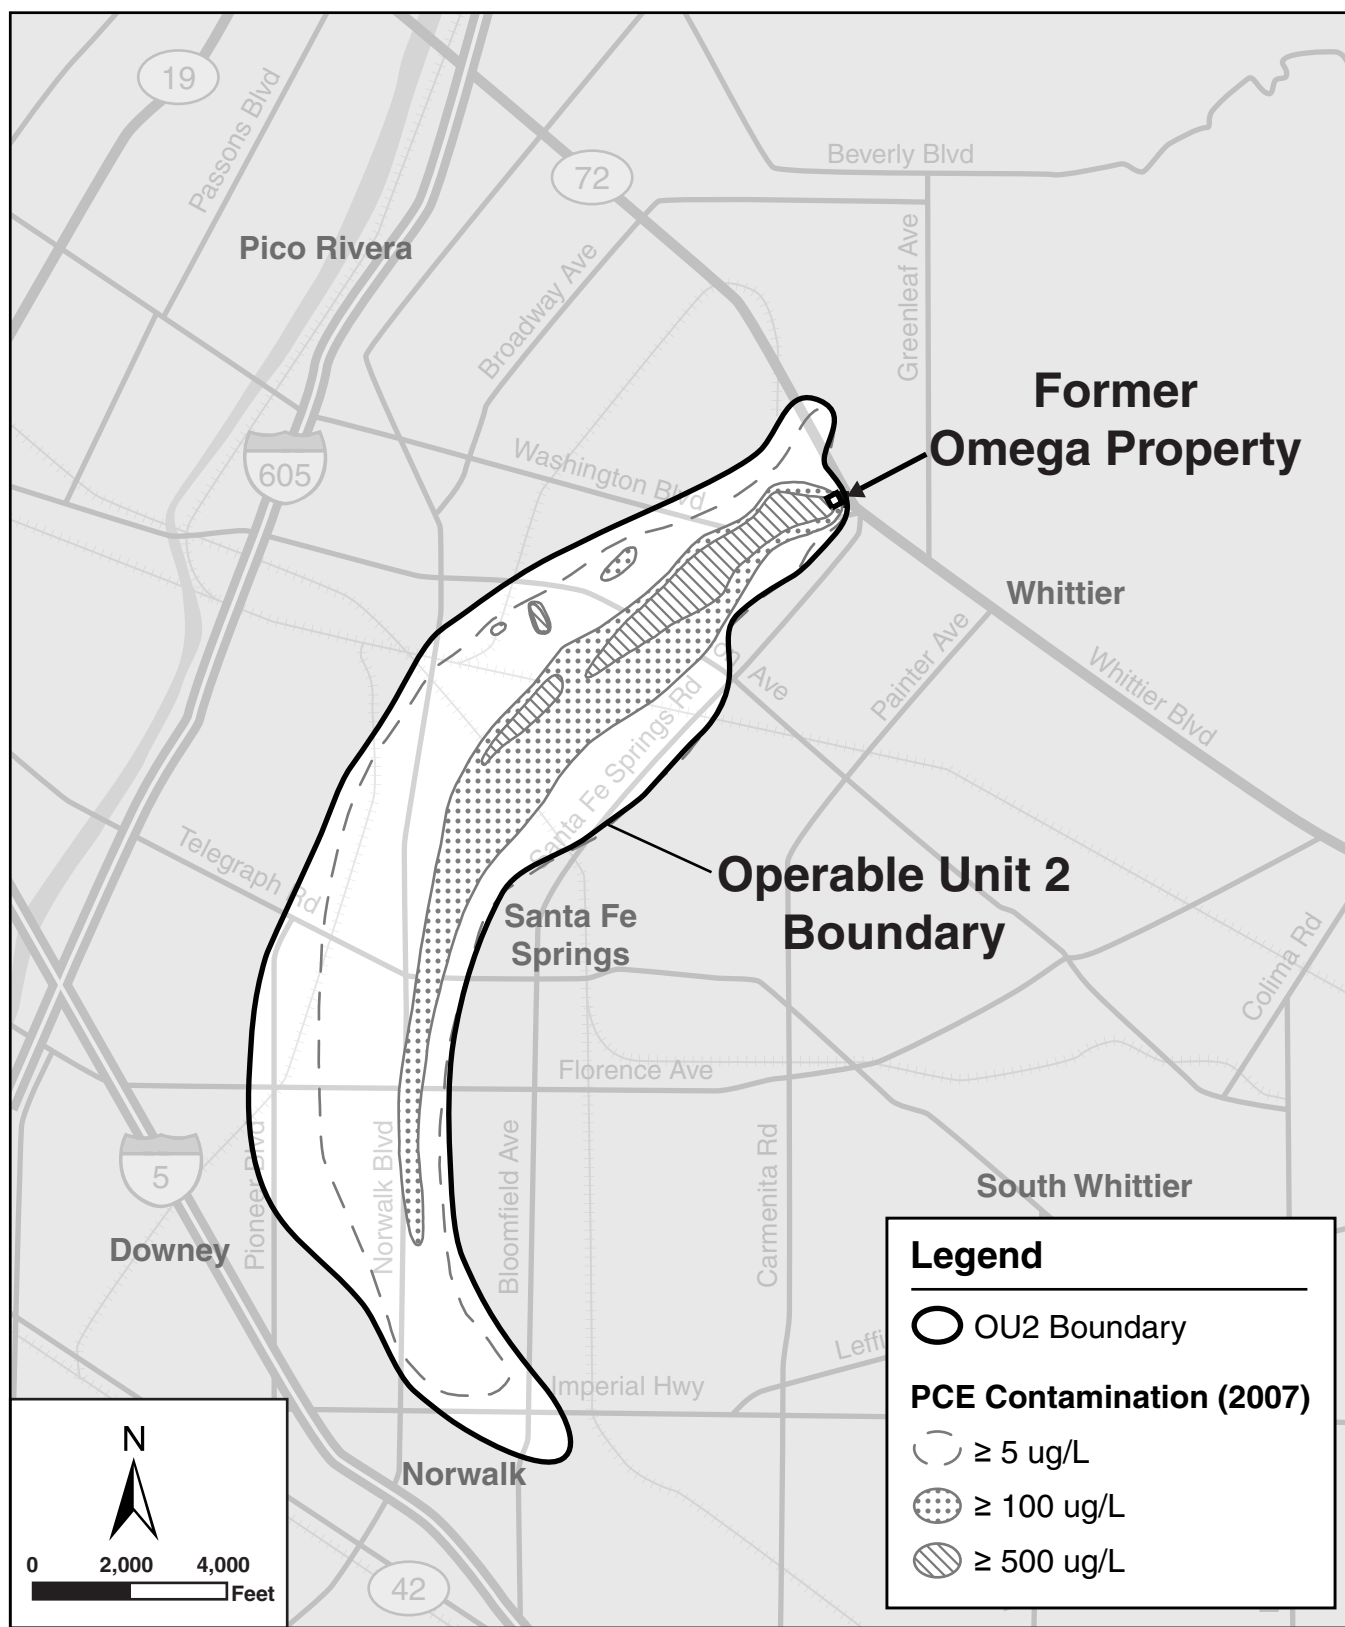 19
Passons Blvd
72
Beverly Blvd
Pico Rivera
Broadway Ave
Greenleaf Ave
Former
Omega Property
Washington Blvd
605
Whittier
Painter Ave
Whittier Blvd
Ave
Santa Fe Springs Rd
Telegraph Rd
Operable Unit 2
Boundary
Santa Fe
Springs
Colima Rd
Florence Ave
5
Pioneer Blvd
Norwalk Blvd
Bloomfield Ave
Carmenita Rd
South Whittier
Downey
Imperial Hwy
Norwalk
42
Legend
OU2 Boundary
PCE Contamination (2007)
≥ 5 ug/L
≥ 100 ug/L
≥ 500 ug/L
N
0 2,000 4,000
Feet